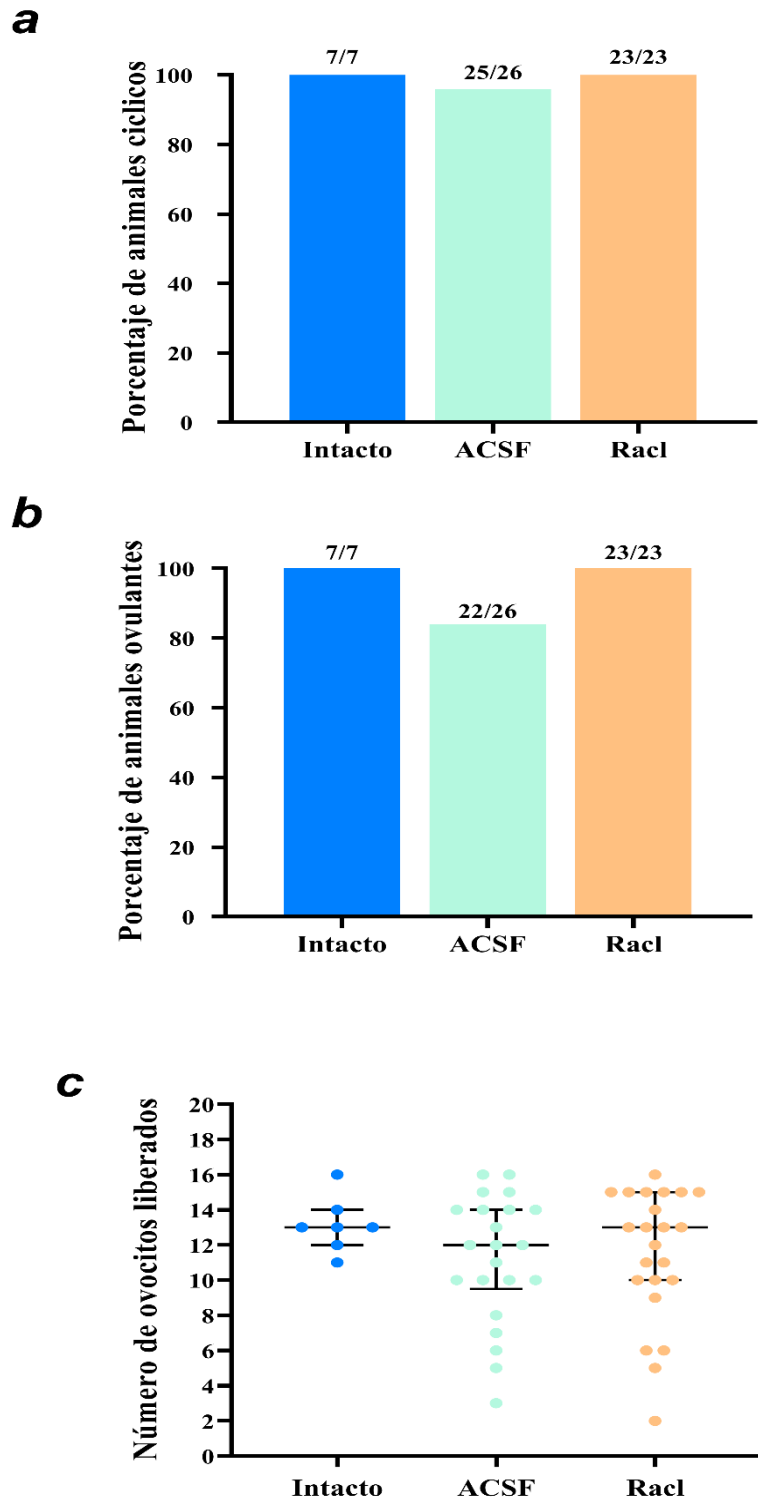 a
Porcentaje de animales ciclicos
7/7
25/26
23/23
100
80
60
40
20
0
Intacto
ACSF
Racl
b
Porcentaje de animales ovulantes
7/7
22/26
23/23
100
80
60
40
20
0
Intacto
ACSF
Racl
c
Número de ovocitos liberados
20
18
16
14
12
10
8
6
4
2
0
Intacto
ACSF
Racl